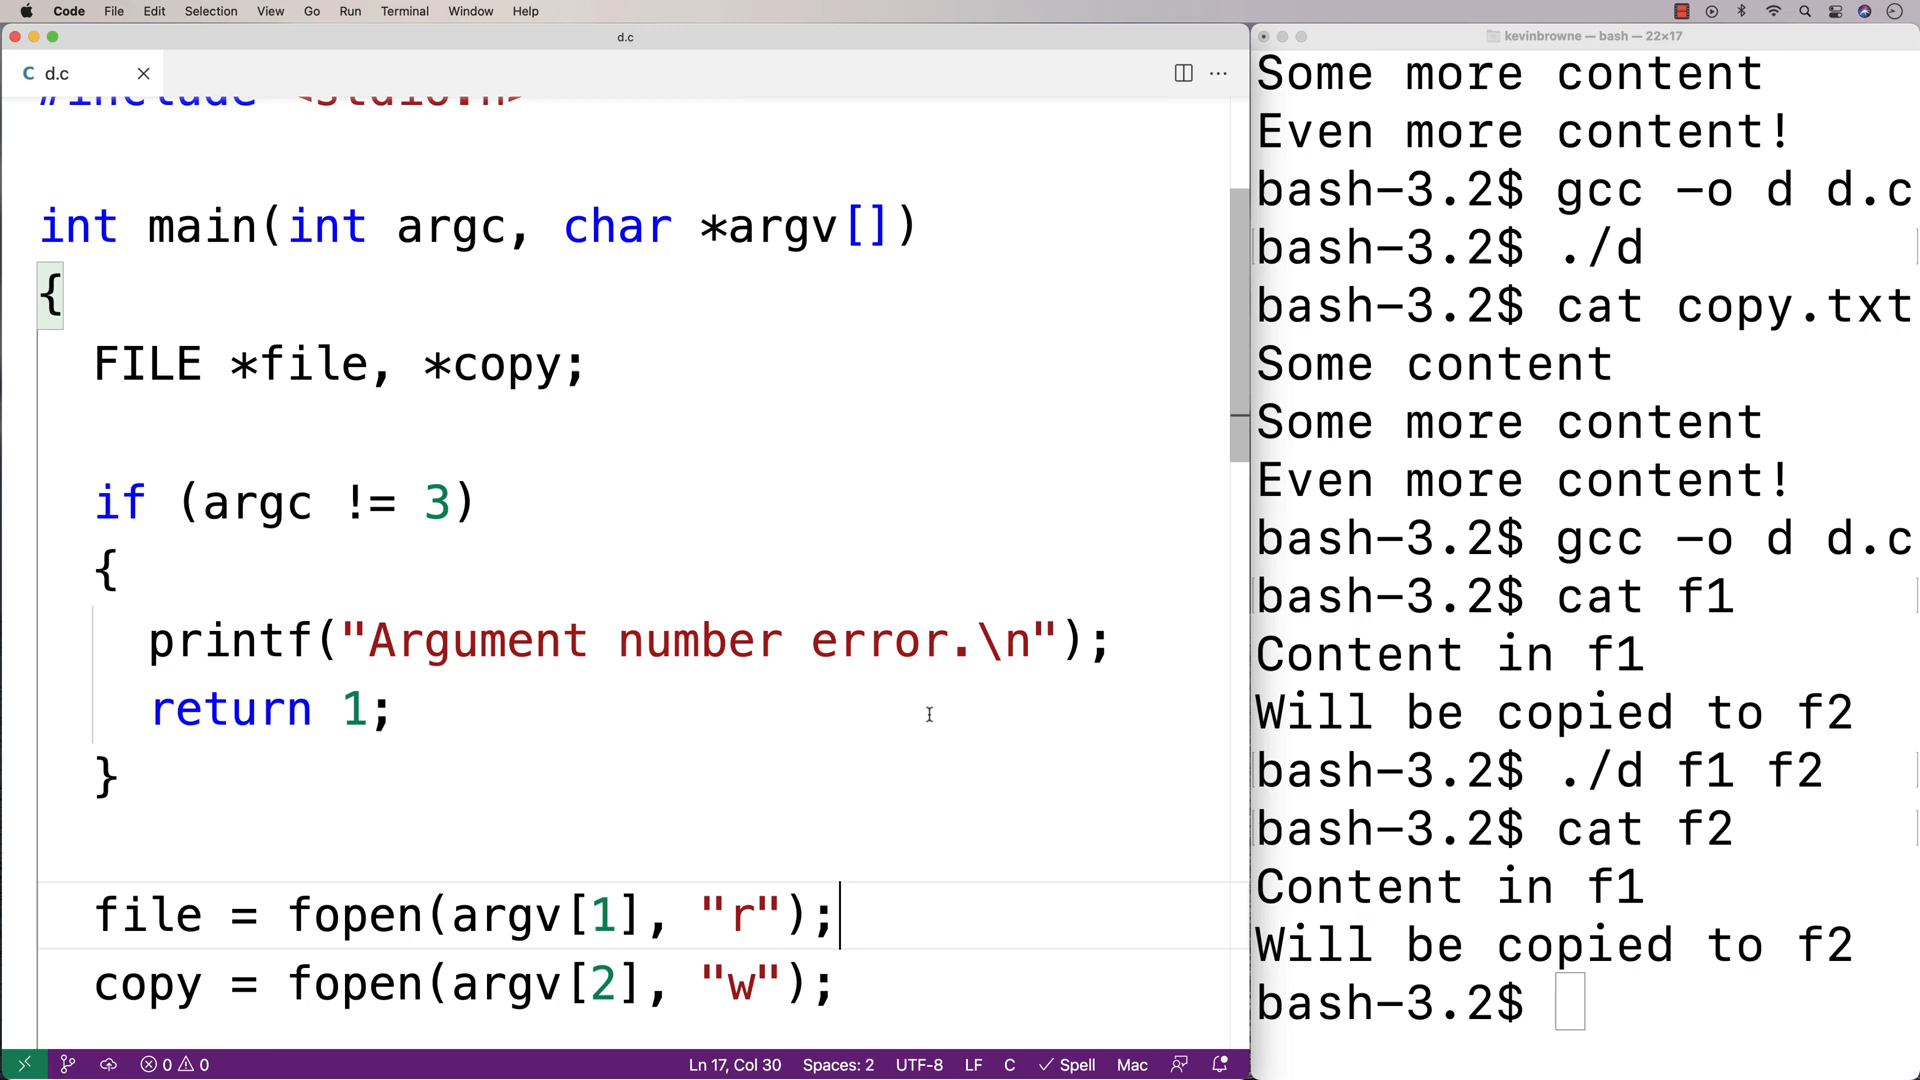 Code File Edit Selection View Go Run Terminal Window Help
d.c
C d.c
#include <stdio.h>
int main(int argc, char *argv[])
{
FILE *file, *copy;
if (argc != 3)
{
printf("Argument number error.\n");
return 1;
}
file = fopen(argv[1], "r");
copy = fopen(argv[2], "w");
0 0
Ln 17, Col 30 Spaces: 2 UTF-8 LF C Spell Mac
kevinbrowne — bash — 22×17
Some more content
Even more content!
bash-3.2$ gcc -o d d.c
bash-3.2$ ./d
bash-3.2$ cat copy.txt
Some content
Some more content
Even more content!
bash-3.2$ gcc -o d d.c
bash-3.2$ cat f1
Content in f1
Will be copied to f2
bash-3.2$ ./d f1 f2
bash-3.2$ cat f2
Content in f1
Will be copied to f2
bash-3.2$